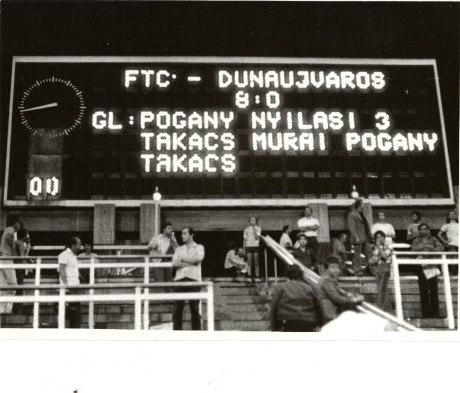 FTC - DUNAUJVAROS
8:0
GL: POGANY NYILASI 3
TAKACS MURAI POGANY
TAKACS
00